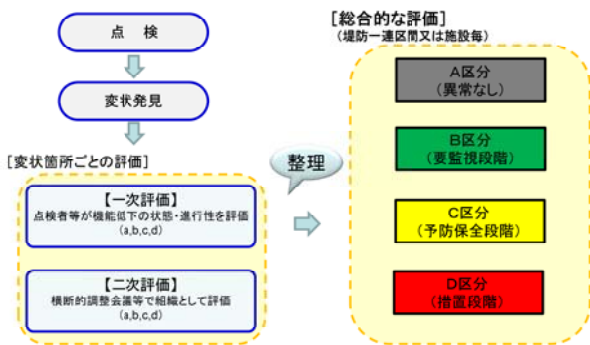 点 検
変状発見
[変状箇所ごとの評価]
【一次評価】
点検者等が機能低下の状態・進行性を評価
(a,b,c,d)
【二次評価】
横断的調整会議等で組織として評価
(a,b,c,d)
整理
[総合的な評価]
(堤防一連区間又は施設毎)
A区分
(異常なし)
B区分
(要監視段階)
C区分
(予防保全段階)
D区分
(措置段階)